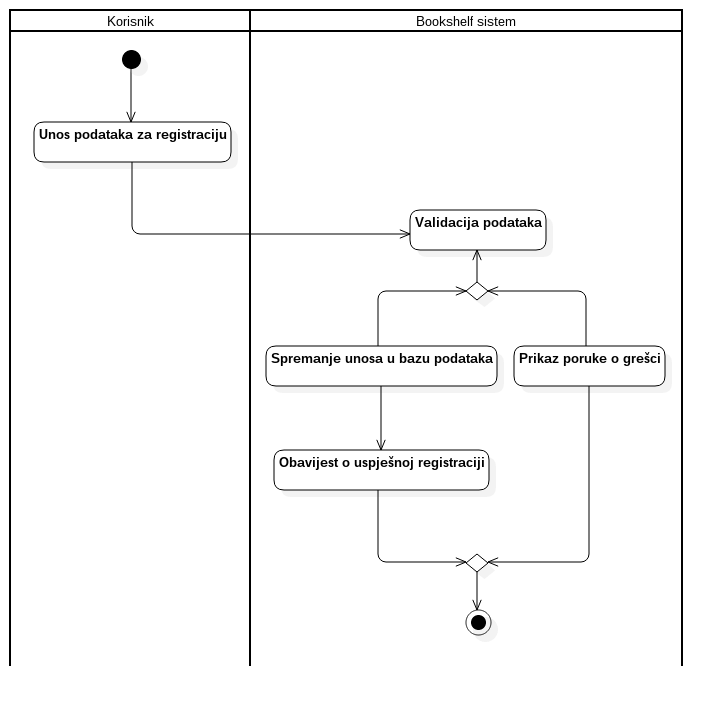 Korisnik
Bookshelf sistem
Unos podataka za registraciju
Validacija podataka
Spremanje unosa u bazu podataka
Prikaz poruke o grešci
Obavijest o uspješnoj registraciji